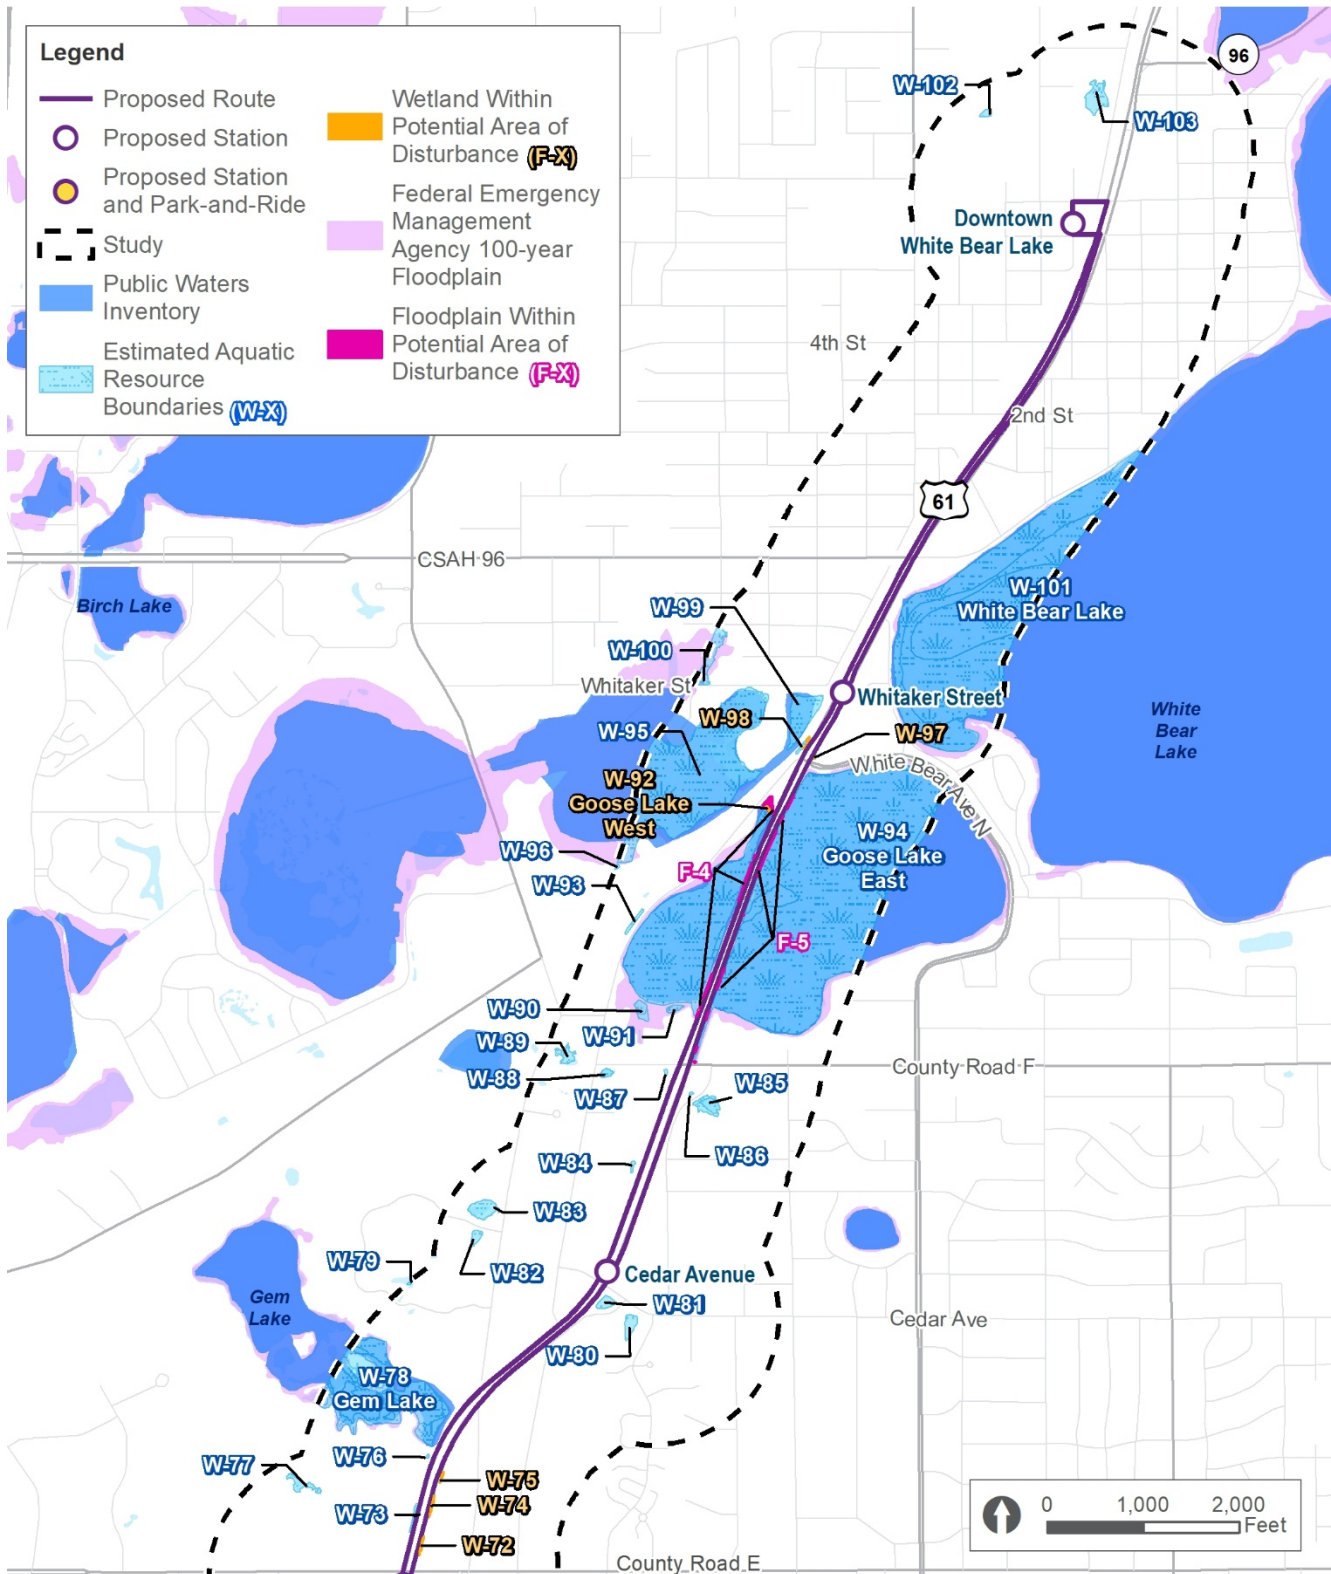 Legend
Proposed Route
Proposed Station
Proposed Station
and Park-and-Ride
Study
Public Waters
Inventory
Estimated Aquatic
Resource
Boundaries (W-X)
Wetland Within
Potential Area of
Disturbance (F-X)
Federal Emergency
Management
Agency 100-year
Floodplain
Floodplain Within
Potential Area of
Disturbance (F-X)
96
W-102
W-103
Downtown
White Bear Lake
4th St
2nd St
61
CSAH 96
Birch Lake
W-101
White Bear Lake
W-99
W-100
Whitaker St
Whitaker Street
W-98
W-97
W-95
White
Bear
Lake
White Bear Ave N
W-92
Goose Lake
West
W-94
Goose Lake
East
W-96
F-4
W-93
F-5
W-90
W-91
W-89
W-88
County Road F
W-87
W-85
W-86
W-84
W-83
W-79
W-82
Cedar Avenue
Gem
Lake
W-81
Cedar Ave
W-80
W-78
Gem Lake
W-76
W-77
W-75
W-74
W-73
W-72
0 1,000 2,000
Feet
County Road E